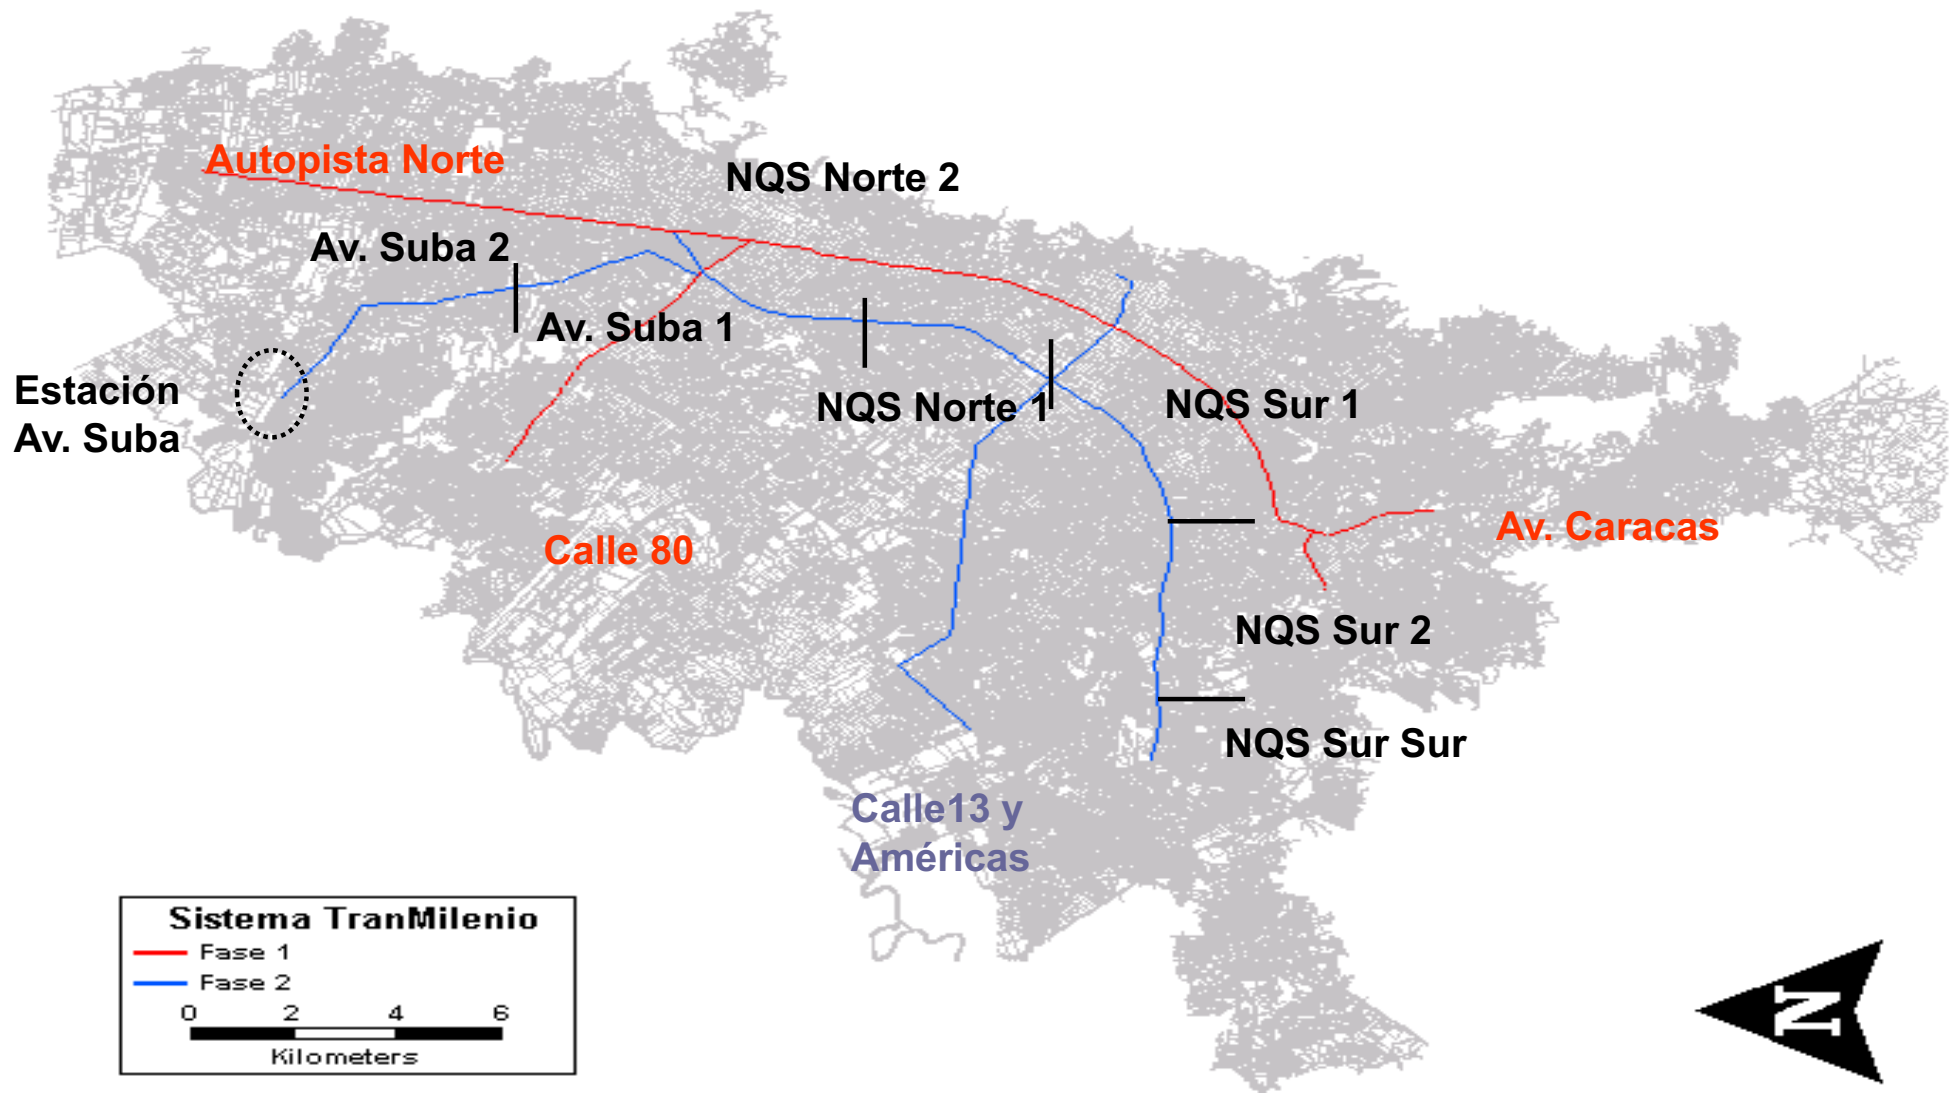 Autopista Norte
NQS Norte 2
Av. Suba 2
Av. Suba 1
Estación
Av. Suba
NQS Norte 1
NQS Sur 1
Calle 80
Av. Caracas
NQS Sur 2
NQS Sur Sur
Calle13 y
Américas
Sistema TranMilenio
Fase 1
Fase 2
0 2 4 6
Kilometers
N